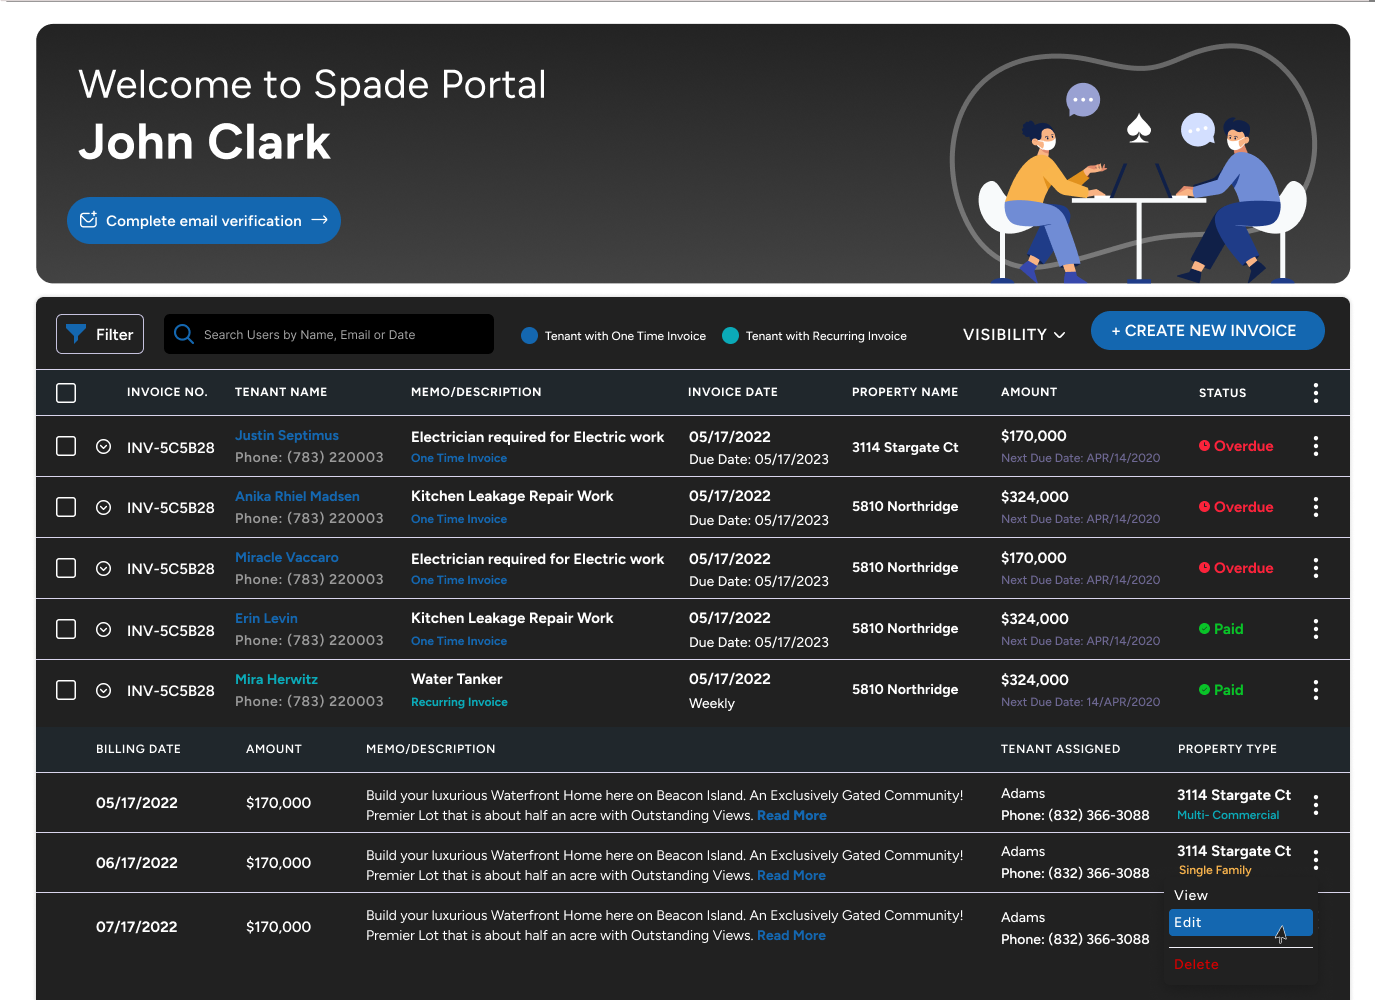 Welcome to Spade Portal
John Clark
Complete email verification
Filter
Search Users by Name, Email or Date
Tenant with One Time Invoice
Tenant with Recurring Invoice
VISIBILITY
+ CREATE NEW INVOICE
INVOICE NO. TENANT NAME MEMO/DESCRIPTION INVOICE DATE PROPERTY NAME AMOUNT STATUS
INV-5C5B28
Justin Septimus
Phone: (783) 220003
Electrician required for Electric work
One Time Invoice
05/17/2022
Due Date: 05/17/2023
3114 Stargate Ct
$170,000
Next Due Date: APR/14/2020
Overdue
INV-5C5B28
Anika Rhiel Madsen
Phone: (783) 220003
Kitchen Leakage Repair Work
One Time Invoice
05/17/2022
Due Date: 05/17/2023
5810 Northridge
$324,000
Next Due Date: APR/14/2020
Overdue
INV-5C5B28
Miracle Vaccaro
Phone: (783) 220003
Electrician required for Electric work
One Time Invoice
05/17/2022
Due Date: 05/17/2023
5810 Northridge
$170,000
Next Due Date: APR/14/2020
Overdue
INV-5C5B28
Erin Levin
Phone: (783) 220003
Kitchen Leakage Repair Work
One Time Invoice
05/17/2022
Due Date: 05/17/2023
5810 Northridge
$324,000
Next Due Date: APR/14/2020
Paid
INV-5C5B28
Mira Herwitz
Phone: (783) 220003
Water Tanker
Recurring Invoice
05/17/2022
Weekly
5810 Northridge
$324,000
Next Due Date: 14/APR/2020
Paid
BILLING DATE AMOUNT MEMO/DESCRIPTION TENANT ASSIGNED PROPERTY TYPE
05/17/2022
$170,000
Build your luxurious Waterfront Home here on Beacon Island. An Exclusively Gated Community!
Premier Lot that is about half an acre with Outstanding Views. Read More
Adams
Phone: (832) 366-3088
3114 Stargate Ct
Multi- Commercial
06/17/2022
$170,000
Build your luxurious Waterfront Home here on Beacon Island. An Exclusively Gated Community!
Premier Lot that is about half an acre with Outstanding Views. Read More
Adams
Phone: (832) 366-3088
3114 Stargate Ct
Single Family
07/17/2022
$170,000
Build your luxurious Waterfront Home here on Beacon Island. An Exclusively Gated Community!
Premier Lot that is about half an acre with Outstanding Views. Read More
Adams
Phone: (832) 366-3088
View
Edit
Delete